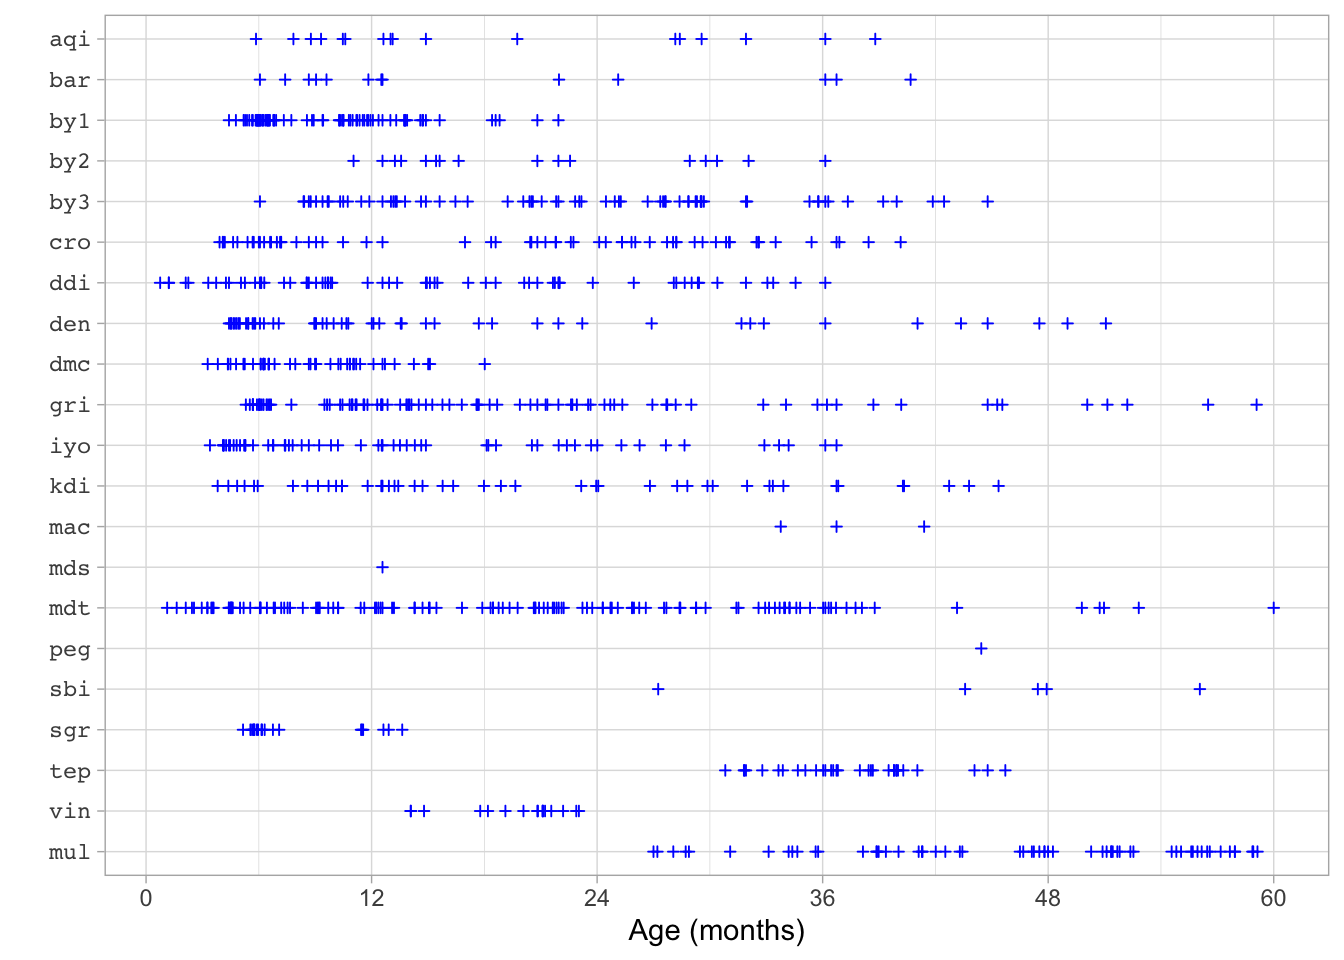 aqi
bar
by1
by2
by3
cro
ddi
den
dmc
gri
iyo
kdi
mac
mds
mdt
peg
sbi
sgr
tep
vin
mul
0 12 24 36 48 60
Age (months)